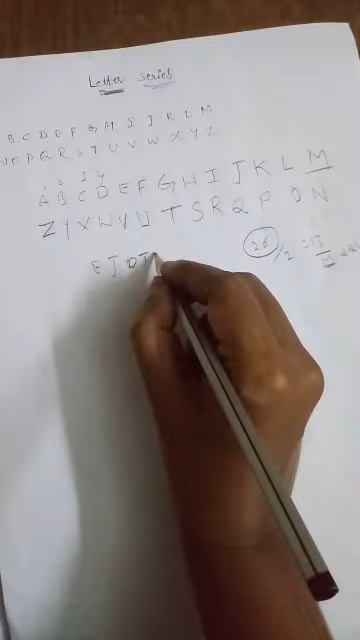 Letter series
B C D E F G H I J K L M
N O P Q R S T U V W X Y Z
1 2 3 4
A B C D E F G H I J K L M
Z Y X W V U T S R Q P O N
26/2 = 13
M
E J O T